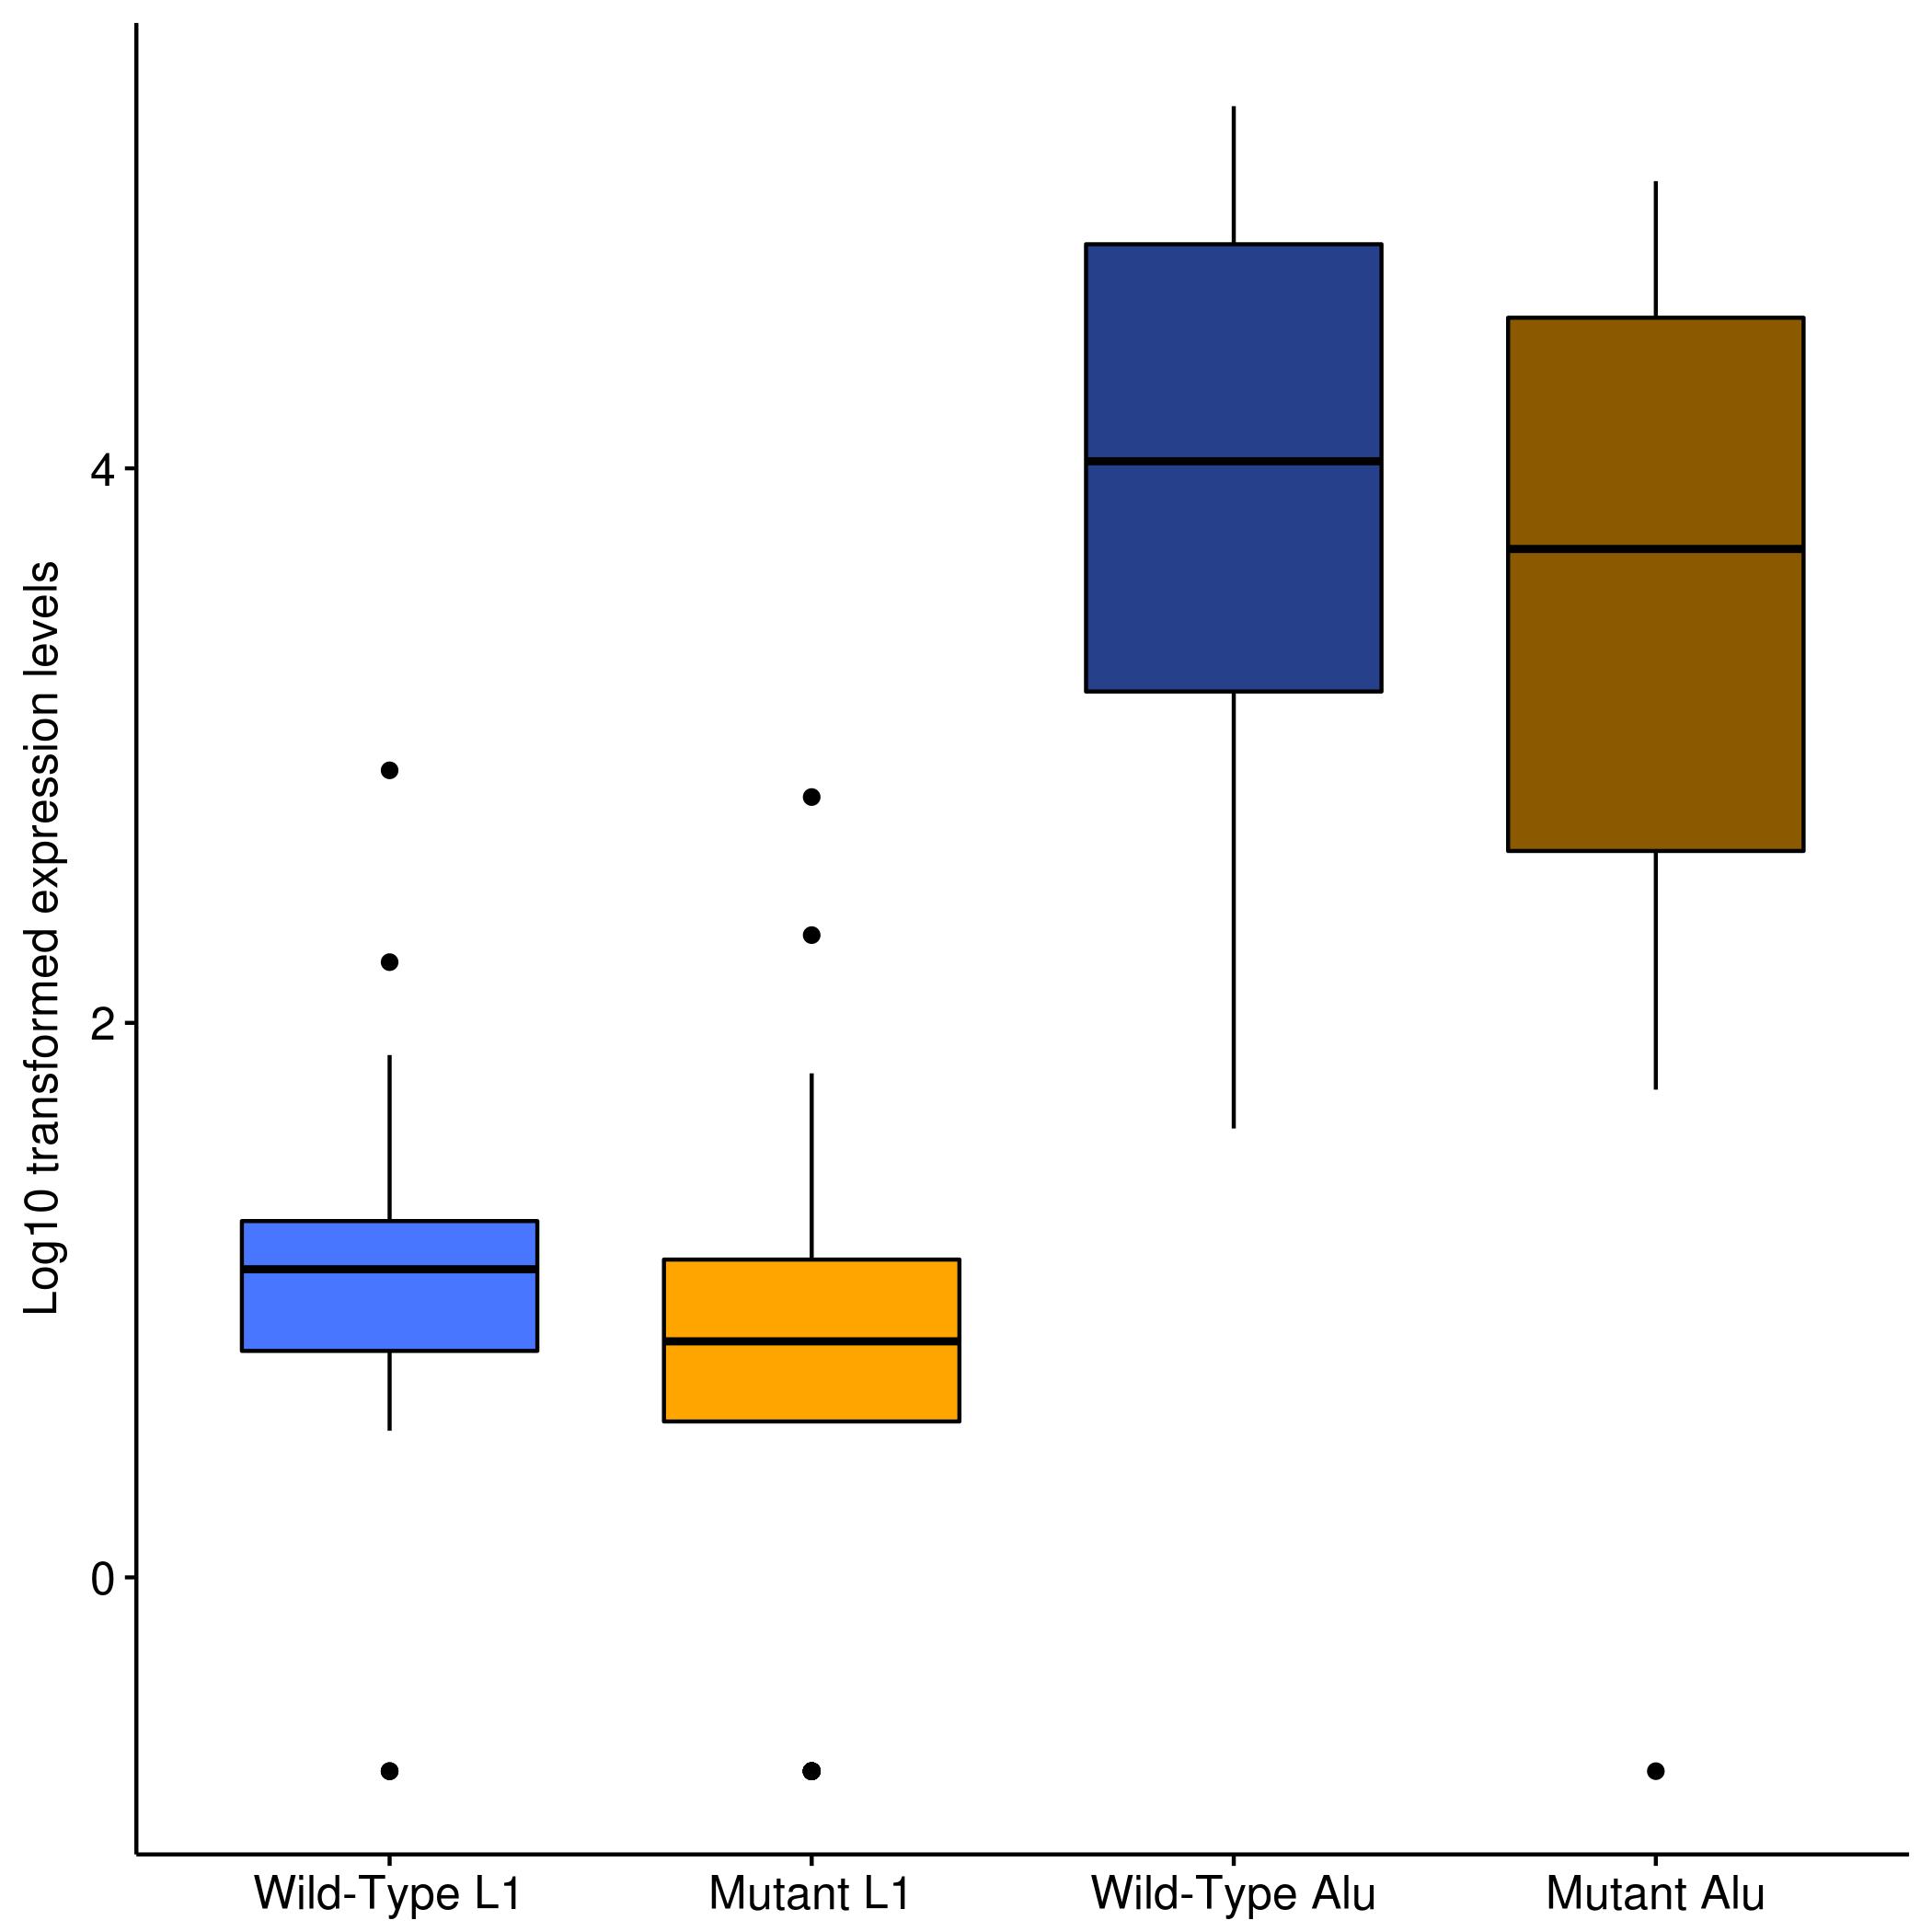 Log10 transformed expression levels
4
2
0
Wild-Type L1
Mutant L1
Wild-Type Alu
Mutant Alu